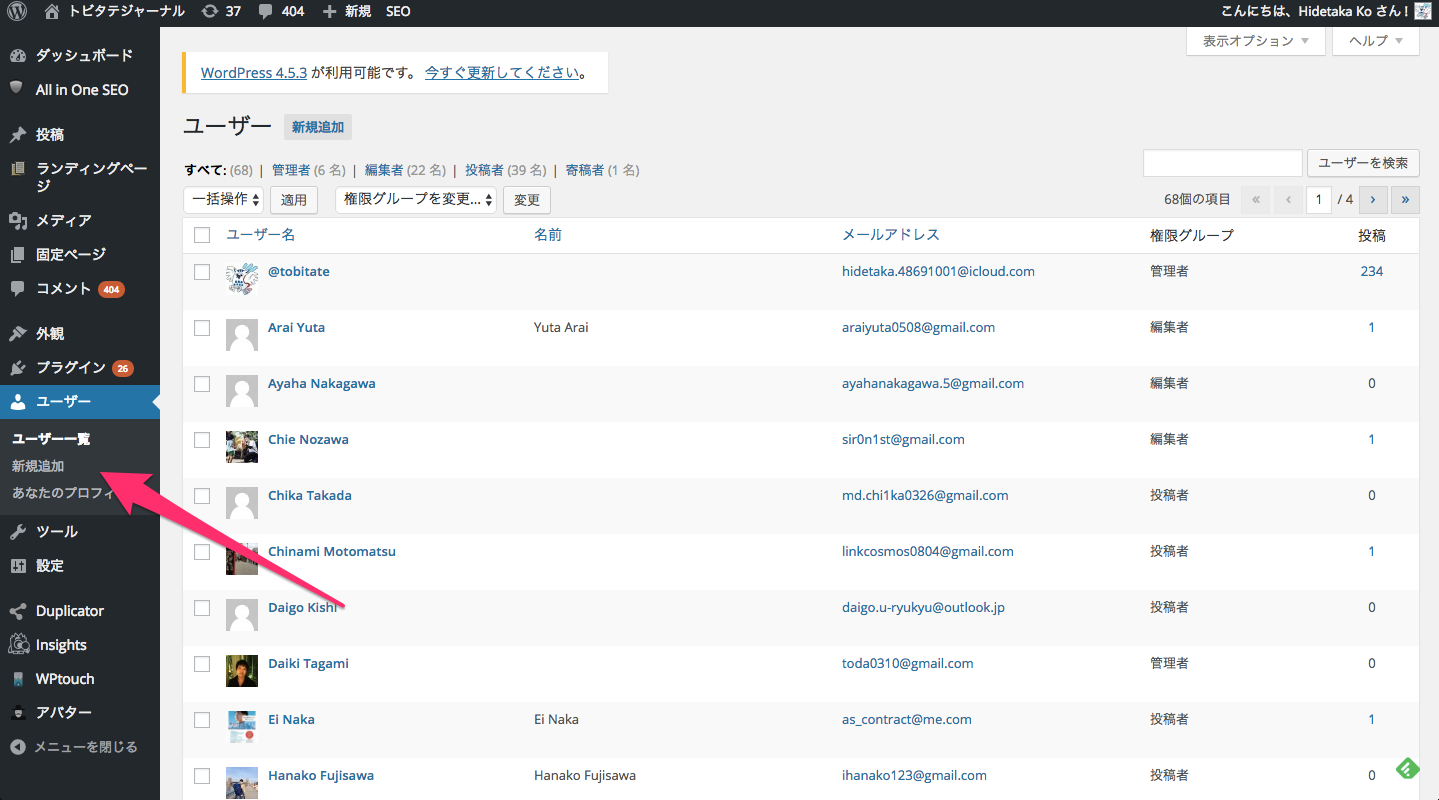 トビタテジャーナル 37 404 新規 SEO こんにちは、Hidetaka Ko さん!
ダッシュボード
All in One SEO
投稿
ランディングペー
ジ
メディア
固定ページ
コメント 404
外観
プラグイン 26
ユーザー
ユーザー一覧
新規追加
あなたのプロフィ
ツール
設定
Duplicator
Insights
WPtouch
アバター
メニューを閉じる
表示オプション ヘルプ
WordPress 4.5.3 が利用可能です。 今すぐ更新してください。
ユーザー 新規追加
すべて: (68) | 管理者 (6 名) | 編集者 (22 名) | 投稿者 (39 名) | 寄稿者 (1 名)
ユーザーを検索
一括操作 適用 権限グループを変更... 変更 68個の項目 « ‹ 1 / 4 › »
ユーザー名 名前 メールアドレス 権限グループ 投稿
@tobitate hidetaka.48691001@icloud.com 管理者 234
Arai Yuta Yuta Arai araiyuta0508@gmail.com 編集者 1
Ayaha Nakagawa ayahanakagawa.5@gmail.com 編集者 0
Chie Nozawa sir0n1st@gmail.com 編集者 1
Chika Takada md.chi1ka0326@gmail.com 投稿者 0
Chinami Motomatsu linkcosmos0804@gmail.com 投稿者 1
Daigo Kishi daigo.u-ryukyu@outlook.jp 投稿者 0
Daiki Tagami toda0310@gmail.com 管理者 0
Ei Naka Ei Naka as_contract@me.com 投稿者 1
Hanako Fujisawa Hanako Fujisawa ihanako123@gmail.com 投稿者 0